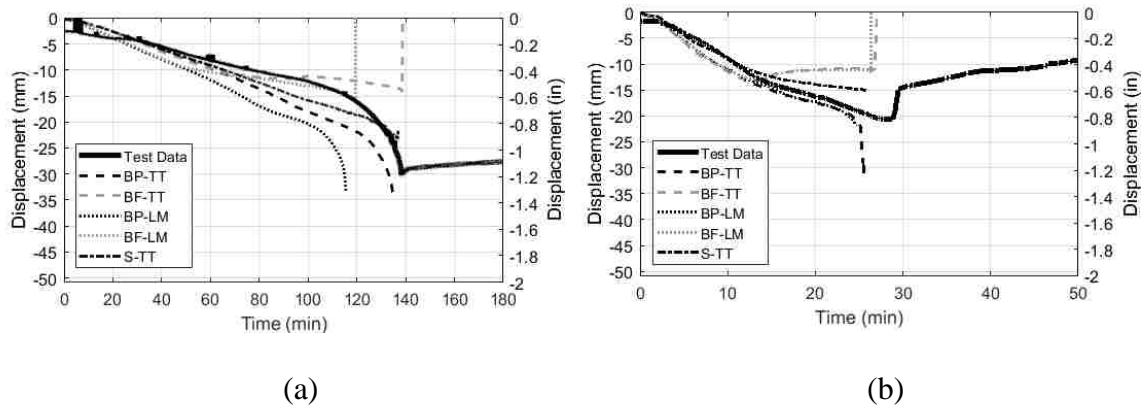 0
-5
-10
-15
-20
-25
-30
-35
-40
-45
-50
Displacement (mm)
0
-0.2
-0.4
-0.6
-0.8
-1
-1.2
-1.4
-1.6
-1.8
-2
Displacement (in)
Test Data
BP-TT
BF-TT
BP-LM
BF-LM
S-TT
0 20 40 60 80 100 120 140 160 180
Time (min)
(a)
0
-5
-10
-15
-20
-25
-30
-35
-40
-45
-50
Displacement (mm)
0
-0.2
-0.4
-0.6
-0.8
-1
-1.2
-1.4
-1.6
-1.8
-2
Displacement (in)
Test Data
BP-TT
BF-TT
BP-LM
BF-LM
S-TT
0 10 20 30 40 50
Time (min)
(b)